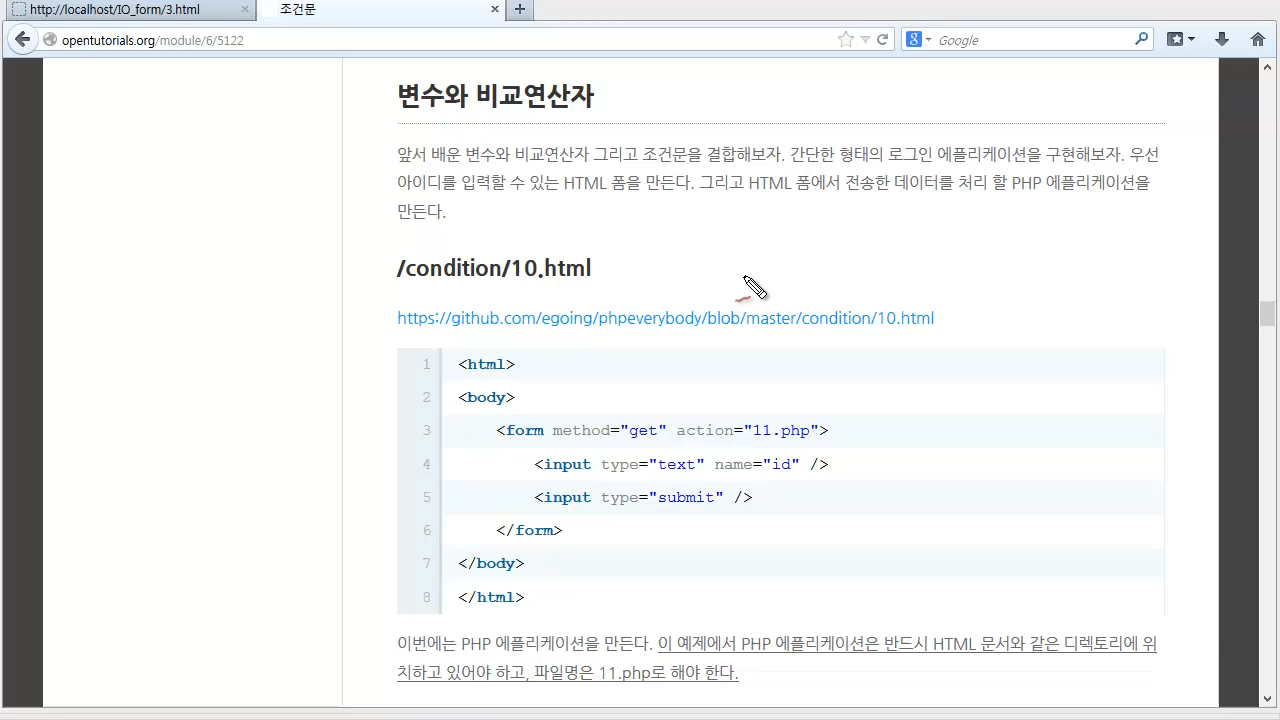 http://localhost/IO_form/3.html
조건문
opentutorials.org/module/6/5122
Google
변수와 비교연산자
앞서 배운 변수와 비교연산자 그리고 조건문을 결합해보자. 간단한 형태의 로그인 에플리케이션을 구현해보자. 우선
아이디를 입력할 수 있는 HTML 폼을 만든다. 그리고 HTML 폼에서 전송한 데이터를 처리 할 PHP 에플리케이션을
만든다.
/condition/10.html
https://github.com/egoing/phpeverybody/blob/master/condition/10.html
1 <html>
2 <body>
3 <form method="get" action="11.php">
4 <input type="text" name="id" />
5 <input type="submit" />
6 </form>
7 </body>
8 </html>
이번에는 PHP 에플리케이션을 만든다. 이 예제에서 PHP 에플리케이션은 반드시 HTML 문서와 같은 디렉토리에 위
치하고 있어야 하고, 파일명은 11.php로 해야 한다.